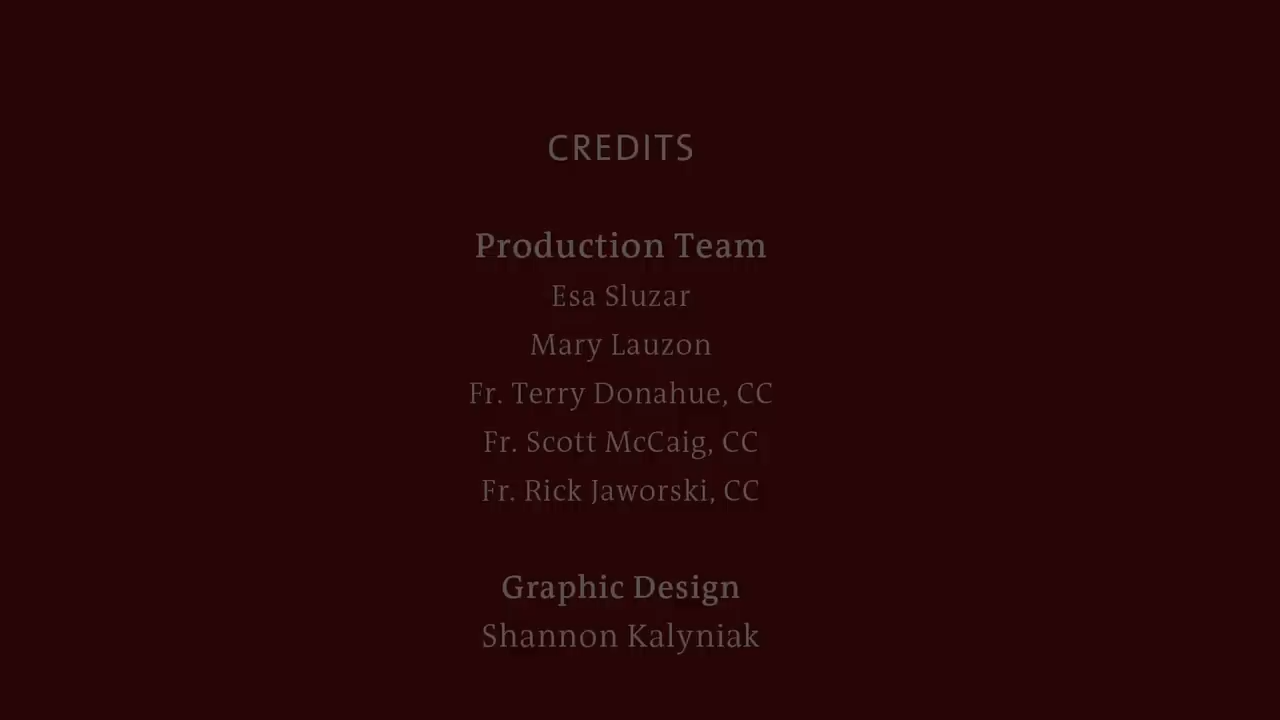 CREDITS
Production Team
Esa Sluzar
Mary Lauzon
Fr. Terry Donahue, CC
Fr. Scott McCaig, CC
Fr. Rick Jaworski, CC
Graphic Design
Shannon Kalyniak